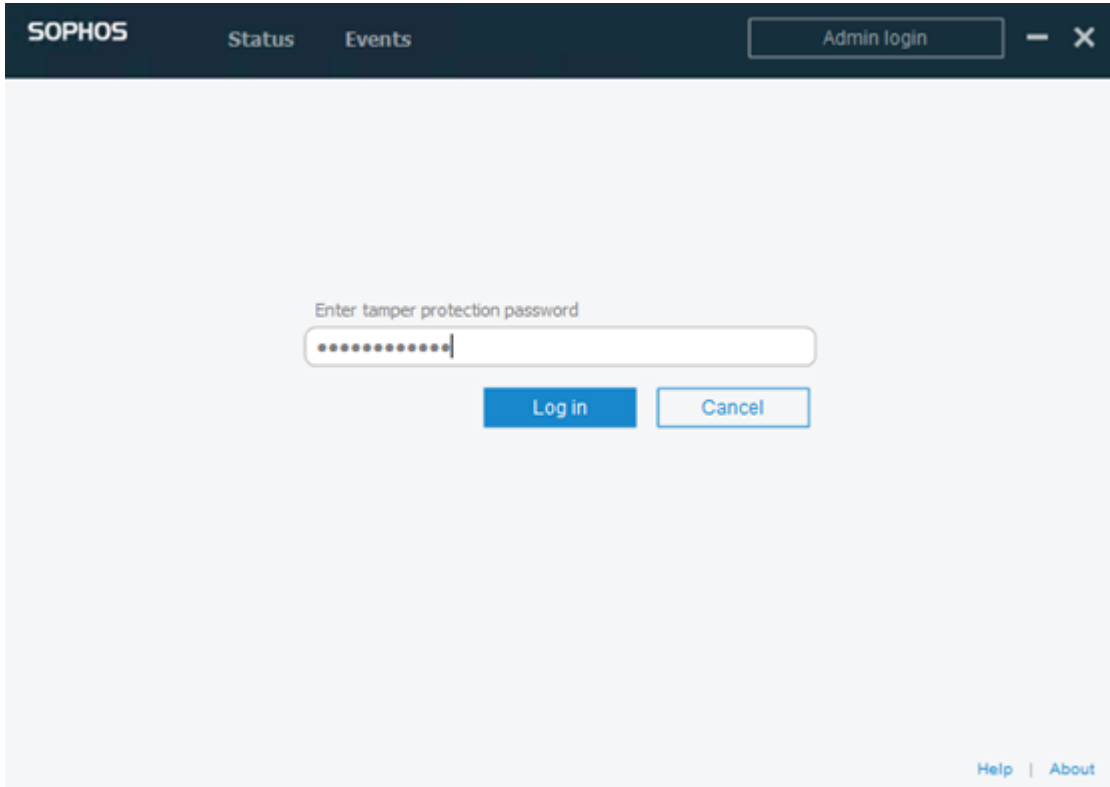 SOPHOS Status Events Admin login
Enter tamper protection password
••••••••••••
Log in Cancel
Help | About